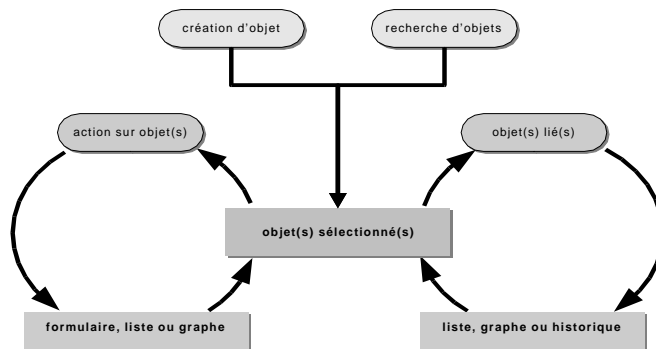 création d'objet
recherche d'objets
action sur objet(s)
objet(s) lié(s)
objet(s) sélectionné(s)
formulaire, liste ou graphe
liste, graphe ou historique